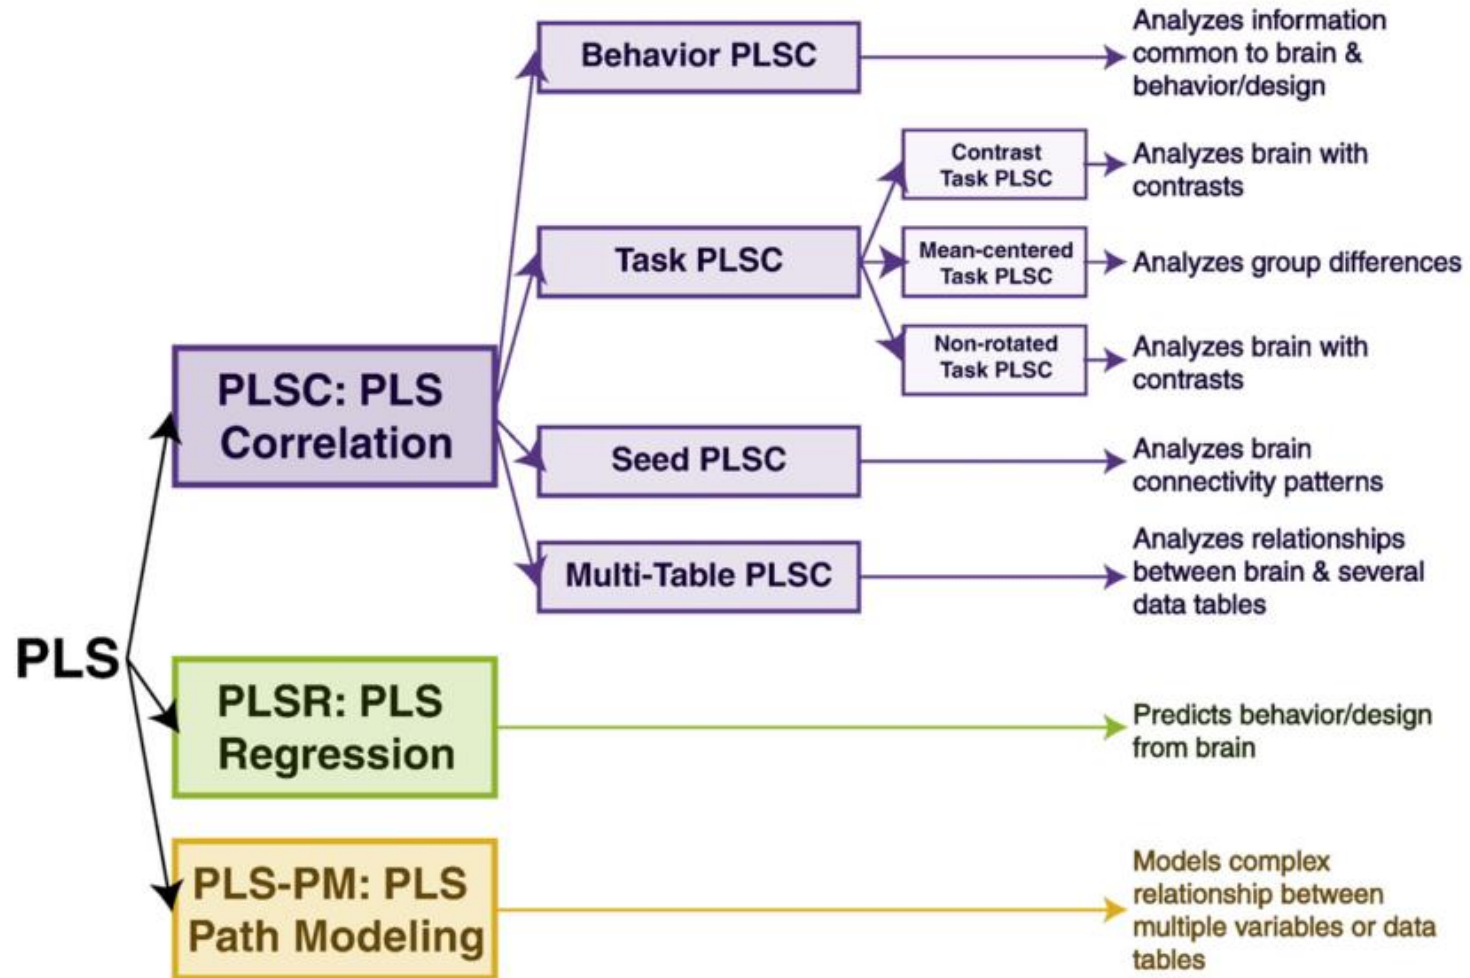 Behavior PLSC
Analyzes information
common to brain &
behavior/design
Contrast
Task PLSC
Analyzes brain with
contrasts
Task PLSC
Mean-centered
Task PLSC
Analyzes group differences
Non-rotated
Task PLSC
Analyzes brain with
contrasts
PLSC: PLS
Correlation
Seed PLSC
Analyzes brain
connectivity patterns
Multi-Table PLSC
Analyzes relationships
between brain & several
data tables
PLS
PLSR: PLS
Regression
Predicts behavior/design
from brain
PLS-PM: PLS
Path Modeling
Models complex
relationship between
multiple variables or data
tables